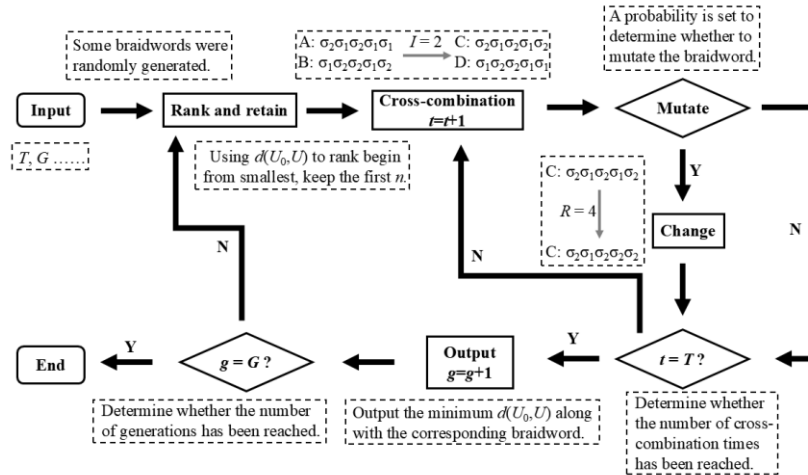 Some braidwords were
randomly generated.
A: σ₂σ₁σ₂σ₁σ₁ I = 2 C: σ₂σ₁σ₂σ₁σ₂
B: σ₁σ₂σ₂σ₁σ₂ D: σ₁σ₂σ₂σ₁σ₁
A probability is set to
determine whether to
mutate the braidword.
Input
Rank and retain
Cross-combination
t=t+1
Mutate
T, G ......
Using d(U₀,U) to rank begin
from smallest, keep the first n.
C: σ₂σ₁σ₂σ₁σ₂
R = 4
C: σ₂σ₁σ₂σ₂σ₂
Y
Change
N
N
N
End
Y
g = G ?
Output
g=g+1
Y
t = T ?
Determine whether the number
of generations has been reached.
Output the minimum d(U₀,U) along
with the corresponding braidword.
Determine whether
the number of cross-
combination times
has been reached.